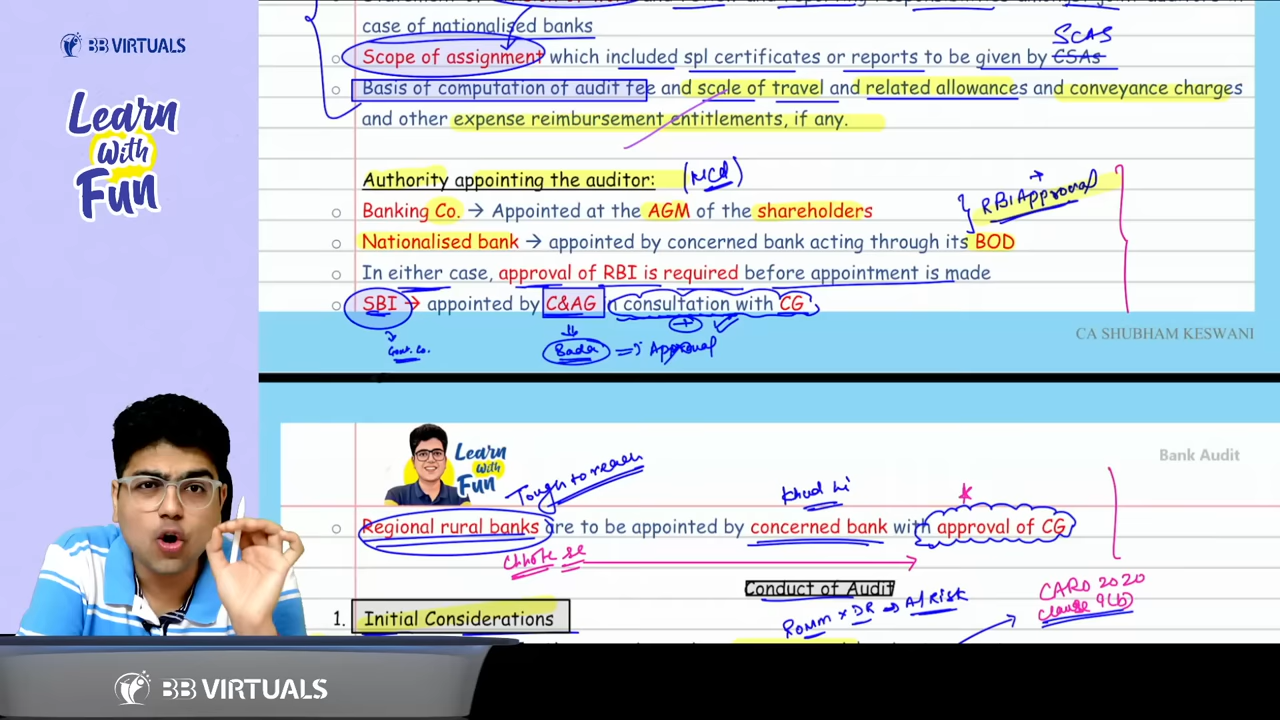 BB VIRTUALS
Learn
With
Fun
case of nationalised banks
SCAS
Scope of assignment which included spl certificates or reports to be given by CSAs
Basis of computation of audit fee and scale of travel and related allowances and conveyance charges
and other expense reimbursement entitlements, if any.
Authority appointing the auditor: (MCQ)
Banking Co. → Appointed at the AGM of the shareholders
RBI Approval
Nationalised bank → appointed by concerned bank acting through its BOD
In either case, approval of RBI is required before appointment is made
SBI → appointed by C&AG n consultation with CG
Govt. Co.
Bada => Approval
CA SHUBHAM KESWANI
Learn
With
Fun
Bank Audit
Tough to reach
khud hi
Regional rural banks are to be appointed by concerned bank with approval of CG
Chhote se
Conduct of Audit
CARO 2020
clause 9(b)
1. Initial Considerations
ROMM x DR => A/Risk
BB VIRTUALS